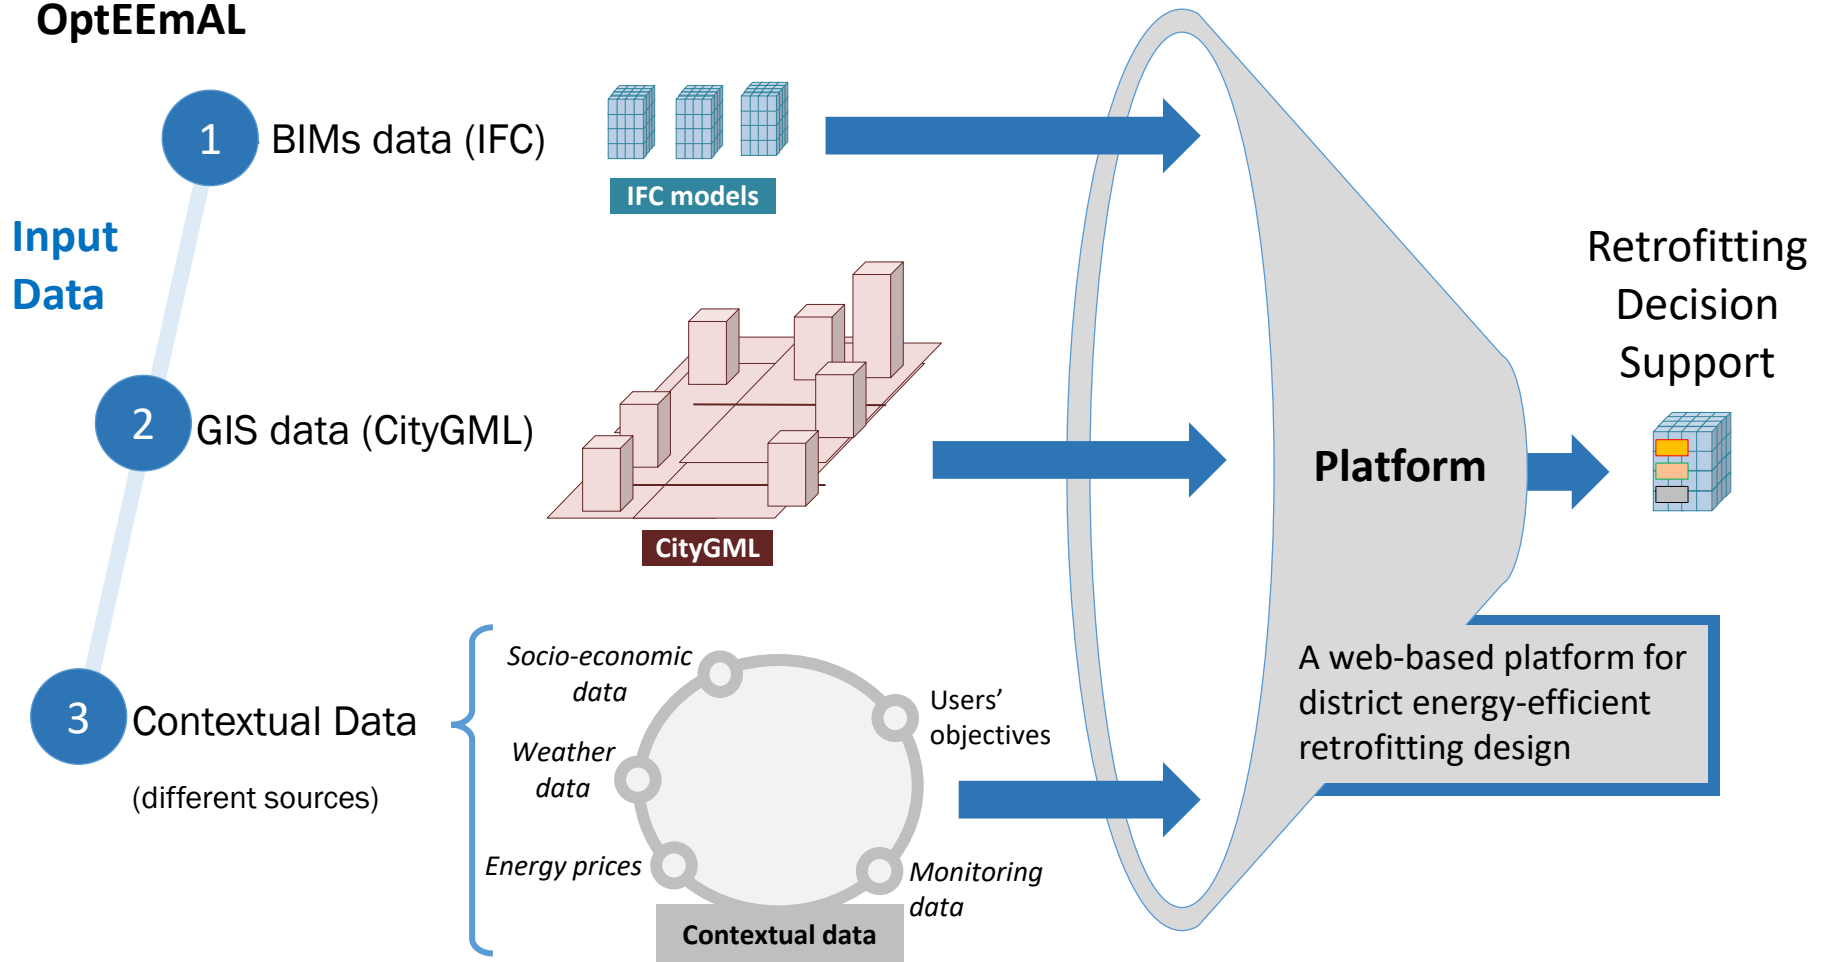 OptEEmAL
1
BIMs data (IFC)
IFC models
Input
Data
2
GIS data (CityGML)
CityGML
3
Contextual Data
(different sources)
Socio-economic
data
Weather
data
Energy prices
Users’
objectives
Monitoring
data
Contextual data
Platform
A web-based platform for
district energy-efficient
retrofitting design
Retrofitting
Decision
Support